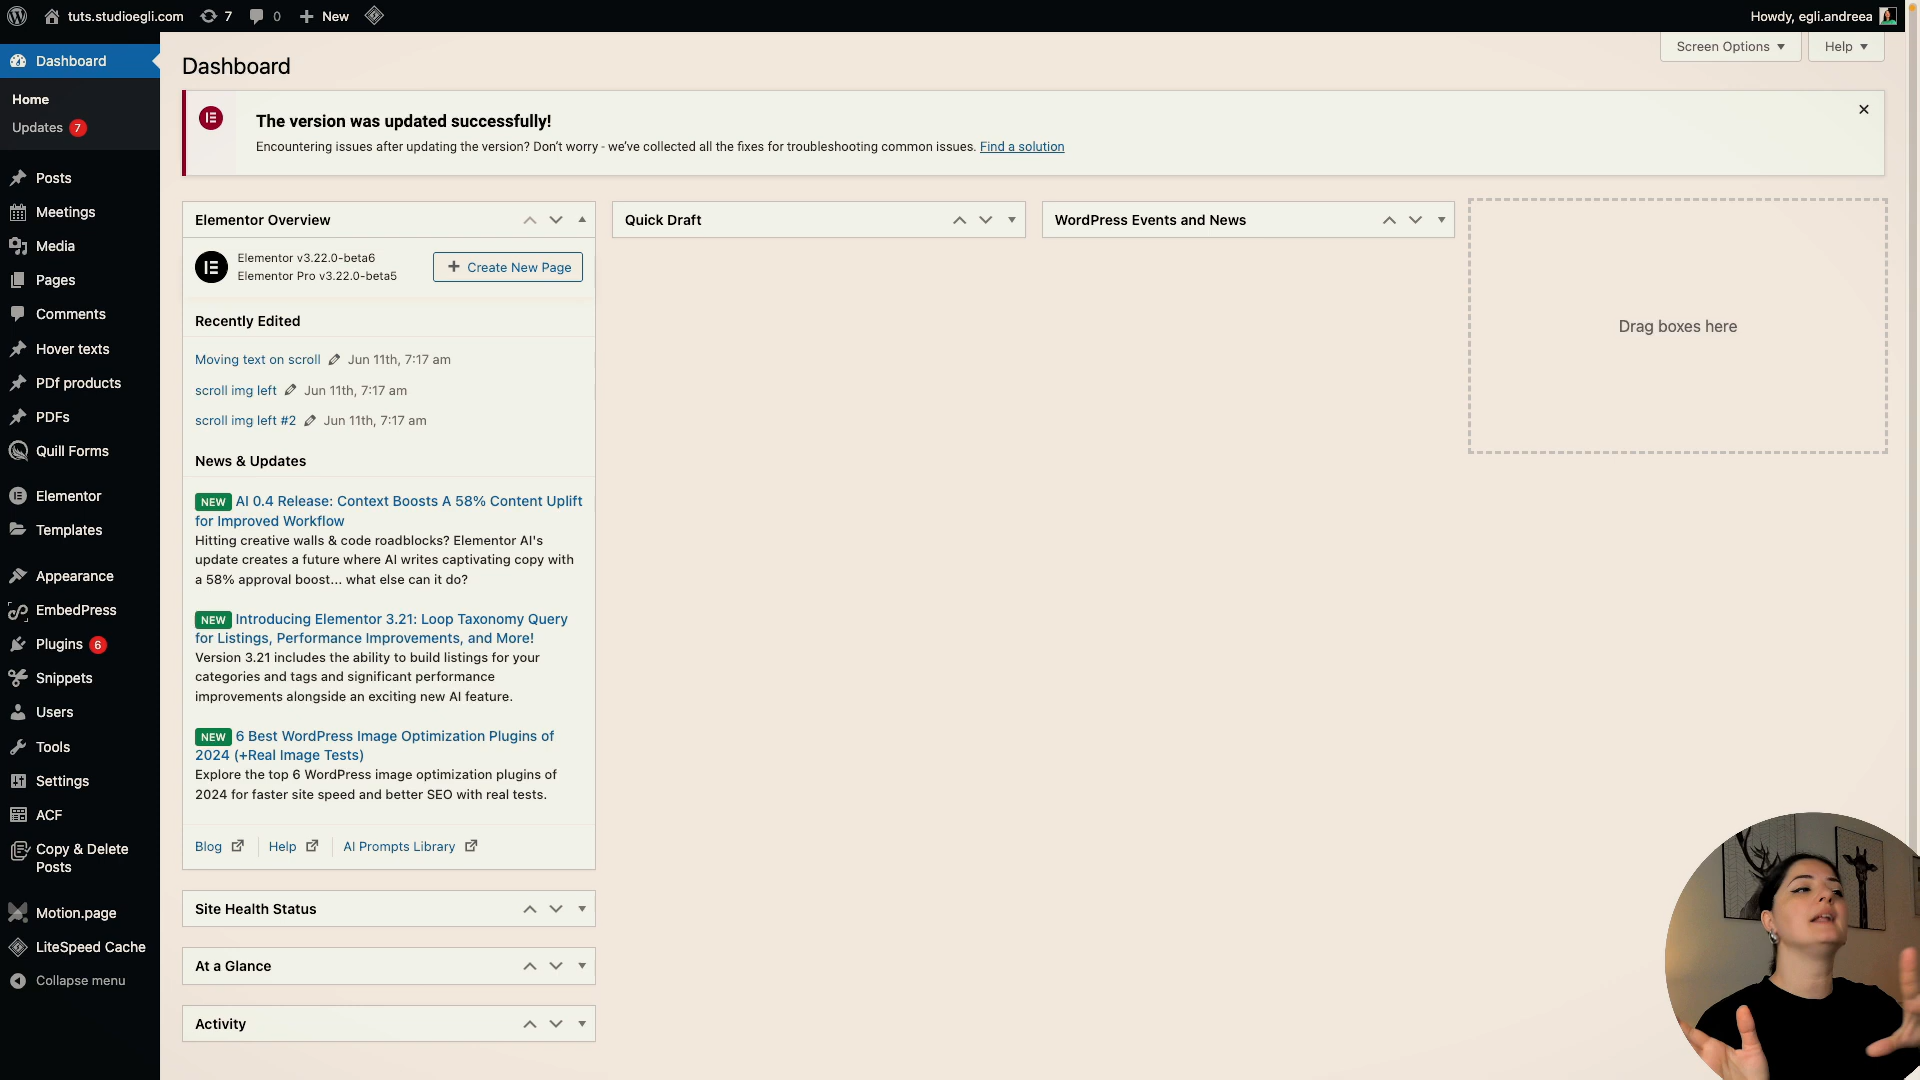 tuts.studioegli.com
7
0
New
Howdy, egli.andreea
Dashboard
Home
Updates 7
Posts
Meetings
Media
Pages
Comments
Hover texts
PDf products
PDFs
Quill Forms
Elementor
Templates
Appearance
EmbedPress
Plugins 6
Snippets
Users
Tools
Settings
ACF
Copy & Delete
Posts
Motion.page
LiteSpeed Cache
Collapse menu
Screen Options
Help
Dashboard
The version was updated successfully!
Encountering issues after updating the version? Don't worry - we've collected all the fixes for troubleshooting common issues. Find a solution
Elementor Overview
Elementor v3.22.0-beta6
Elementor Pro v3.22.0-beta5
Create New Page
Recently Edited
Moving text on scroll Jun 11th, 7:17 am
scroll img left Jun 11th, 7:17 am
scroll img left #2 Jun 11th, 7:17 am
News & Updates
NEW AI 0.4 Release: Context Boosts A 58% Content Uplift
for Improved Workflow
Hitting creative walls & code roadblocks? Elementor AI's
update creates a future where AI writes captivating copy with
a 58% approval boost... what else can it do?
NEW Introducing Elementor 3.21: Loop Taxonomy Query
for Listings, Performance Improvements, and More!
Version 3.21 includes the ability to build listings for your
categories and tags and significant performance
improvements alongside an exciting new AI feature.
NEW 6 Best WordPress Image Optimization Plugins of
2024 (+Real Image Tests)
Explore the top 6 WordPress image optimization plugins of
2024 for faster site speed and better SEO with real tests.
Blog
Help
AI Prompts Library
Site Health Status
At a Glance
Activity
Quick Draft
WordPress Events and News
Drag boxes here